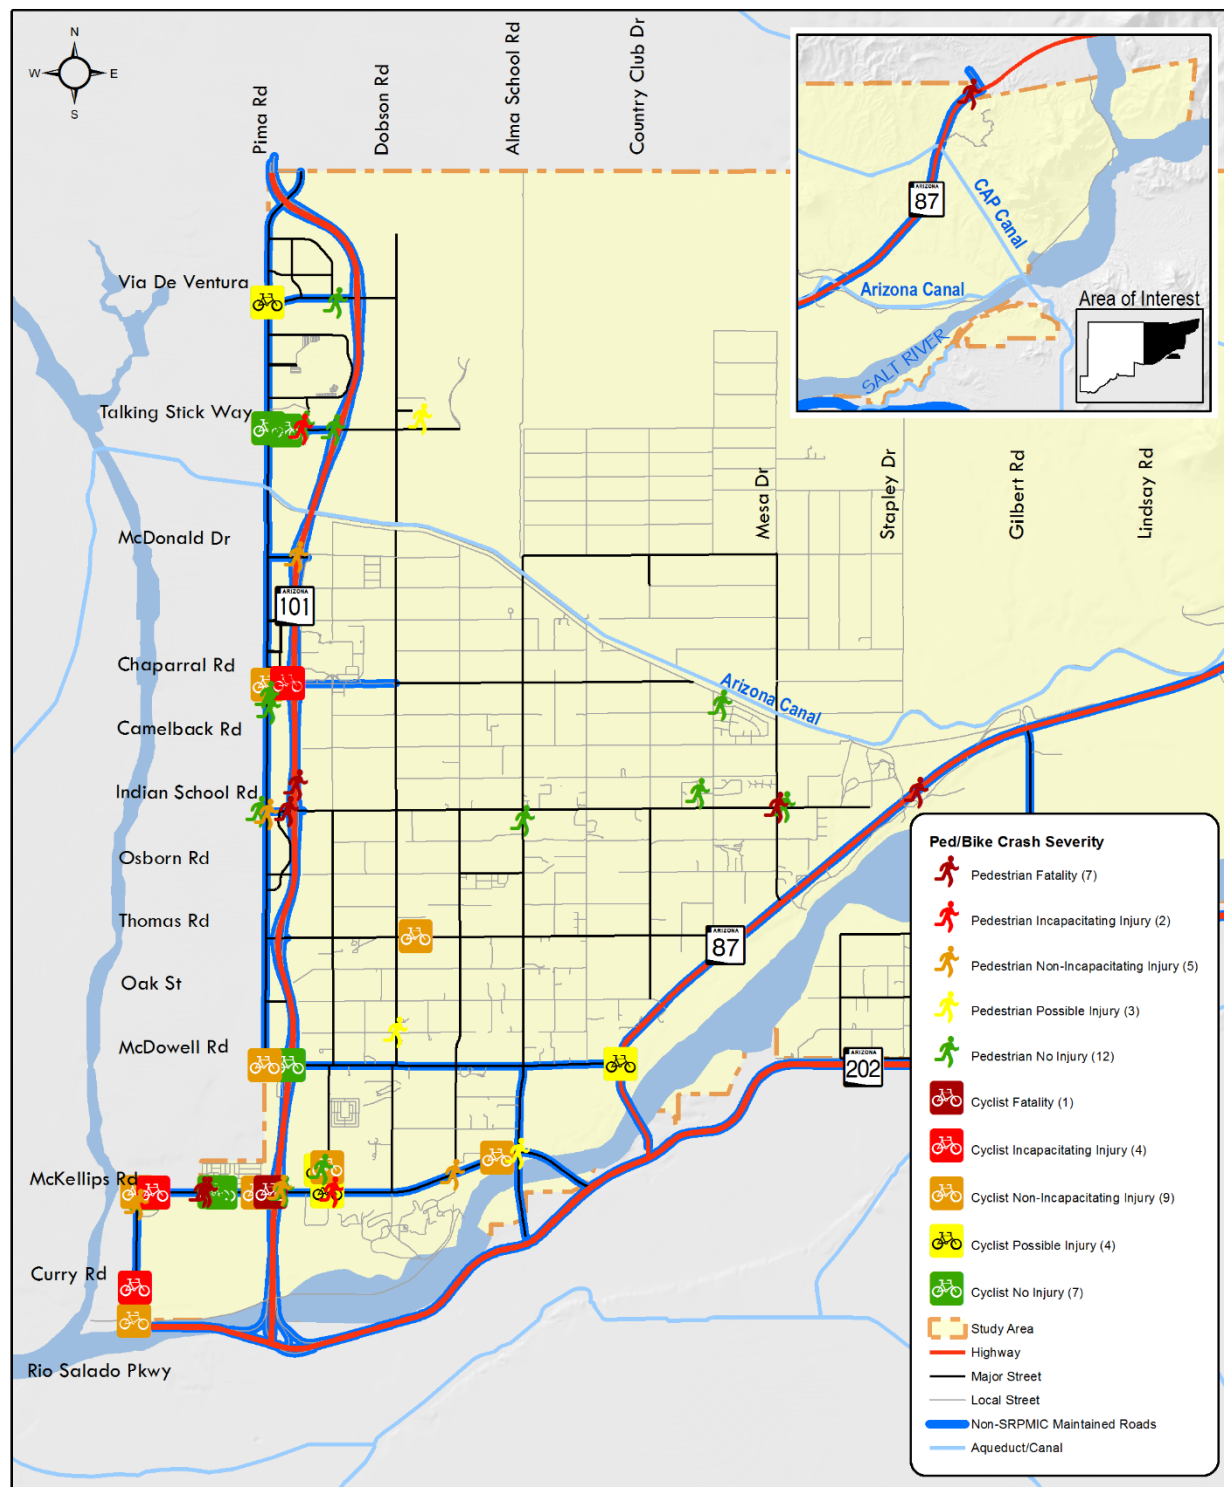 N
W
E
S
Pima Rd
Dobson Rd
Alma School Rd
Country Club Dr
ARIZONA
87
CAP Canal
Arizona Canal
SALT RIVER
Area of Interest
Via De Ventura
Talking Stick Way
McDonald Dr
ARIZONA
101
Chaparral Rd
Camelback Rd
Indian School Rd
Osborn Rd
Thomas Rd
Oak St
McDowell Rd
McKellips Rd
Curry Rd
Rio Salado Pkwy
Mesa Dr
Stapley Dr
Gilbert Rd
Lindsay Rd
Arizona Canal
ARIZONA
87
ARIZONA
202
Ped/Bike Crash Severity
Pedestrian Fatality (7)
Pedestrian Incapacitating Injury (2)
Pedestrian Non-Incapacitating Injury (5)
Pedestrian Possible Injury (3)
Pedestrian No Injury (12)
Cyclist Fatality (1)
Cyclist Incapacitating Injury (4)
Cyclist Non-Incapacitating Injury (9)
Cyclist Possible Injury (4)
Cyclist No Injury (7)
Study Area
Highway
Major Street
Local Street
Non-SRPMIC Maintained Roads
Aqueduct/Canal